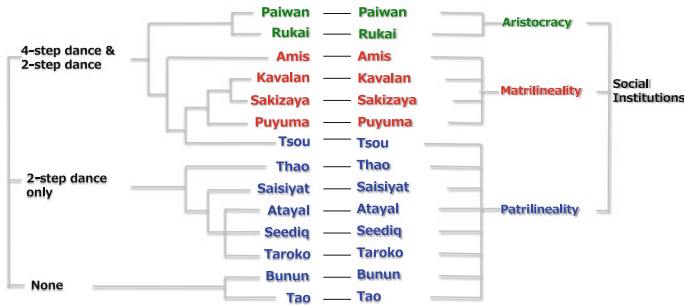 Paiwan Paiwan
Rukai Rukai
Aristocracy
4-step dance &
2-step dance
Amis Amis
Kavalan Kavalan
Sakizaya Sakizaya
Puyuma Puyuma
Matrilineality
Social
Institutions
Tsou Tsou
Thao Thao
2-step dance
only
Saisiyat Saisiyat
Atayal Atayal
Patrilineality
Seediq Seediq
Taroko Taroko
Bunun Bunun
None
Tao Tao